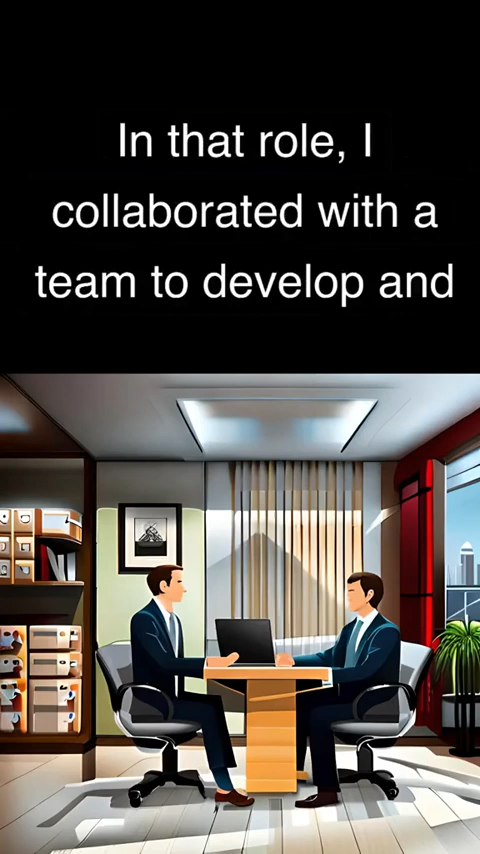 In that role, I
collaborated with a
team to develop and